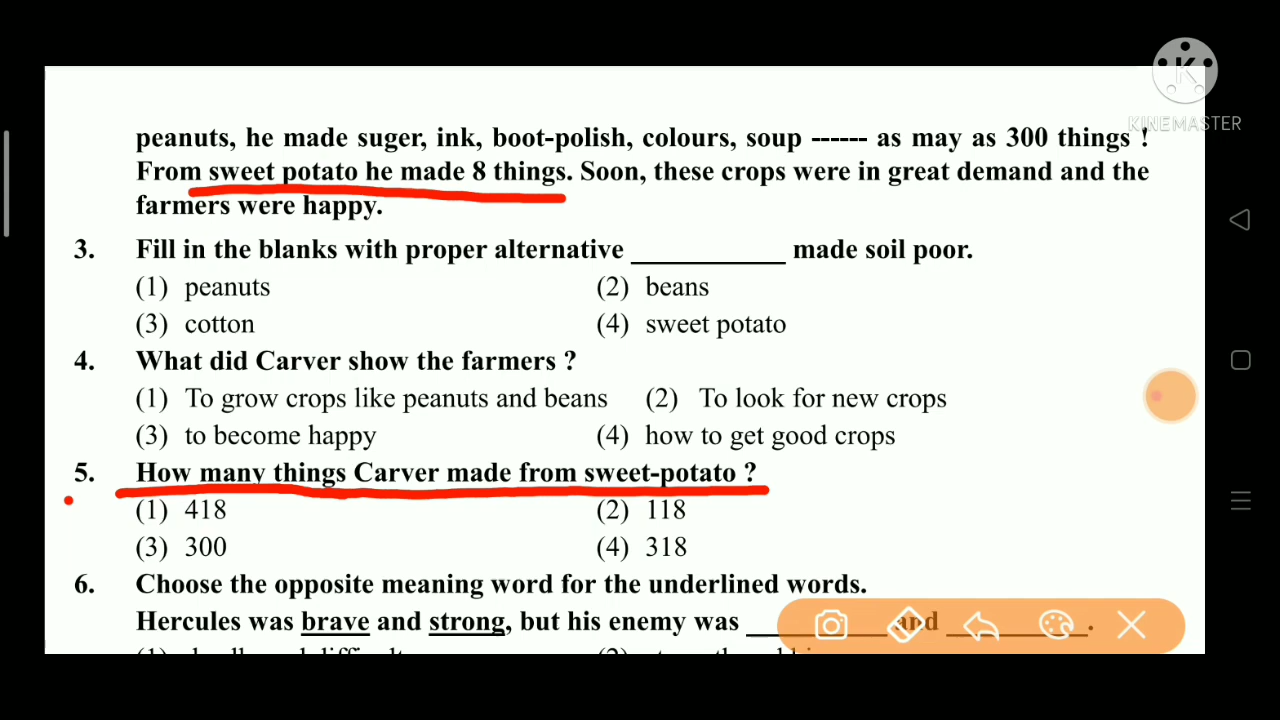 KINEMASTER
peanuts, he made suger, ink, boot-polish, colours, soup ------ as may as 300 things !
From sweet potato he made 8 things. Soon, these crops were in great demand and the
farmers were happy.
3. Fill in the blanks with proper alternative ___________ made soil poor.
(1) peanuts (2) beans
(3) cotton (4) sweet potato
4. What did Carver show the farmers ?
(1) To grow crops like peanuts and beans (2) To look for new crops
(3) to become happy (4) how to get good crops
5. How many things Carver made from sweet-potato ?
(1) 418 (2) 118
(3) 300 (4) 318
6. Choose the opposite meaning word for the underlined words.
Hercules was brave and strong, but his enemy was __________ and __________.